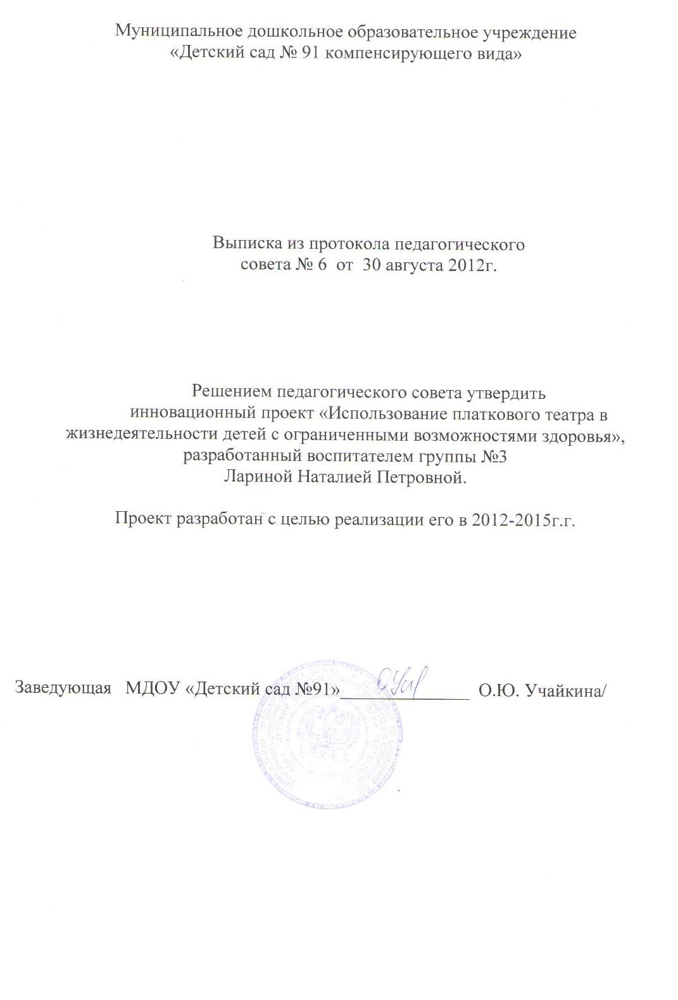 Муниципальное дошкольное образовательное учреждение
«Детский сад № 91 компенсирующего вида»
Выписка из протокола педагогического
совета № 6 от 30 августа 2012г.
Решением педагогического совета утвердить
инновационный проект «Использование платкового театра в
жизнедеятельности детей с ограниченными возможностями здоровья»,
разработанный воспитателем группы №3
Лариной Наталией Петровной.
Проект разработан с целью реализации его в 2012-2015г.г.
Заведующая МДОУ «Детский сад №91»_______________ О.Ю. Учайкина/